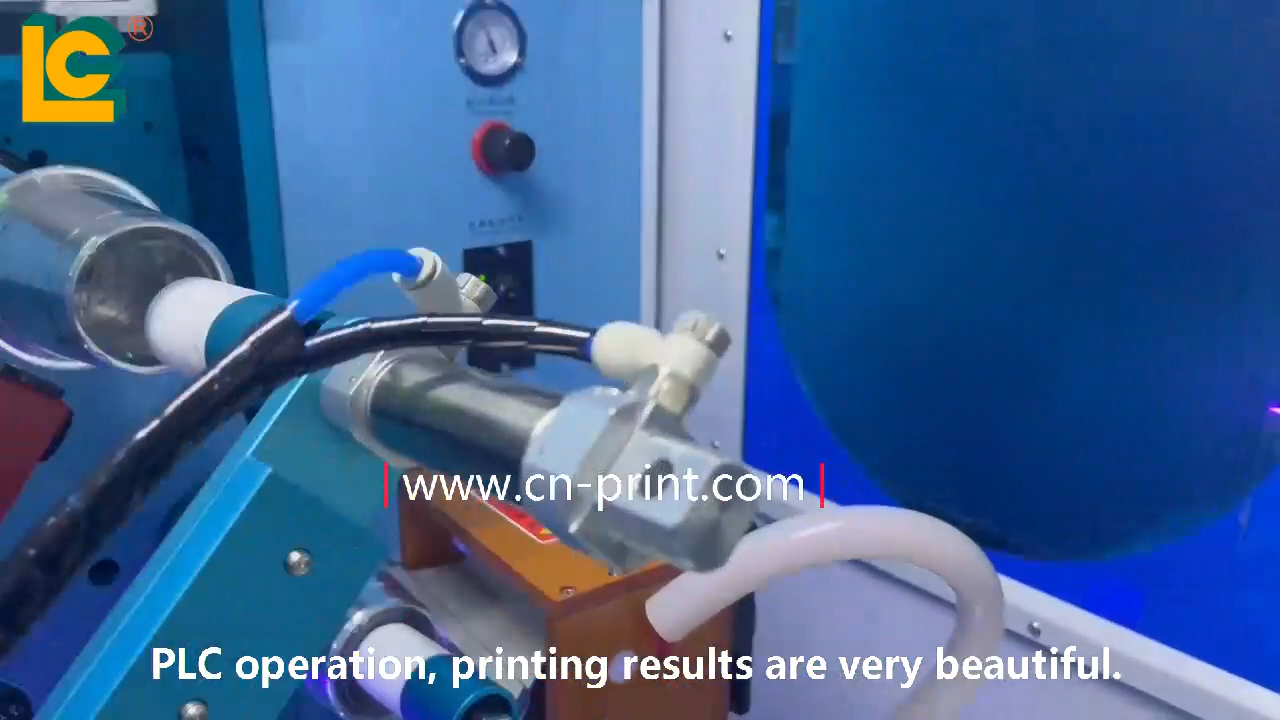 LC ®
| www.cn-print.com |
PLC operation, printing results are very beautiful.